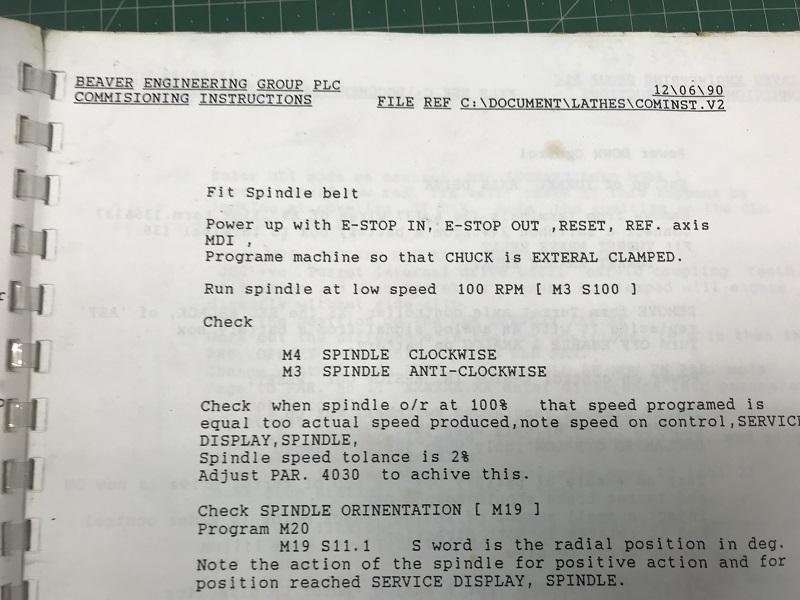 BEAVER ENGINEERING GROUP PLC
COMMISIONING INSTRUCTIONS
12\06\90
FILE REF C:\DOCUMENT\LATHES\COMINST.V2
Fit Spindle belt
Power up with E-STOP IN, E-STOP OUT ,RESET, REF. axis
MDI ,
Programe machine so that CHUCK is EXTERAL CLAMPED.
Run spindle at low speed 100 RPM [ M3 S100 ]
Check
M4 SPINDLE CLOCKWISE
M3 SPINDLE ANTI-CLOCKWISE
Check when spindle o/r at 100% that speed programed is
equal too actual speed produced,note speed on control,SERVIC
DISPLAY,SPINDLE,
Spindle speed tolance is 2%
Adjust PAR. 4030 to achive this.
Check SPINDLE ORINENTATION [ M19 ]
Program M20
M19 S11.1 S word is the radial position in deg.
Note the action of the spindle for positive action and for
position reached SERVICE DISPLAY, SPINDLE.